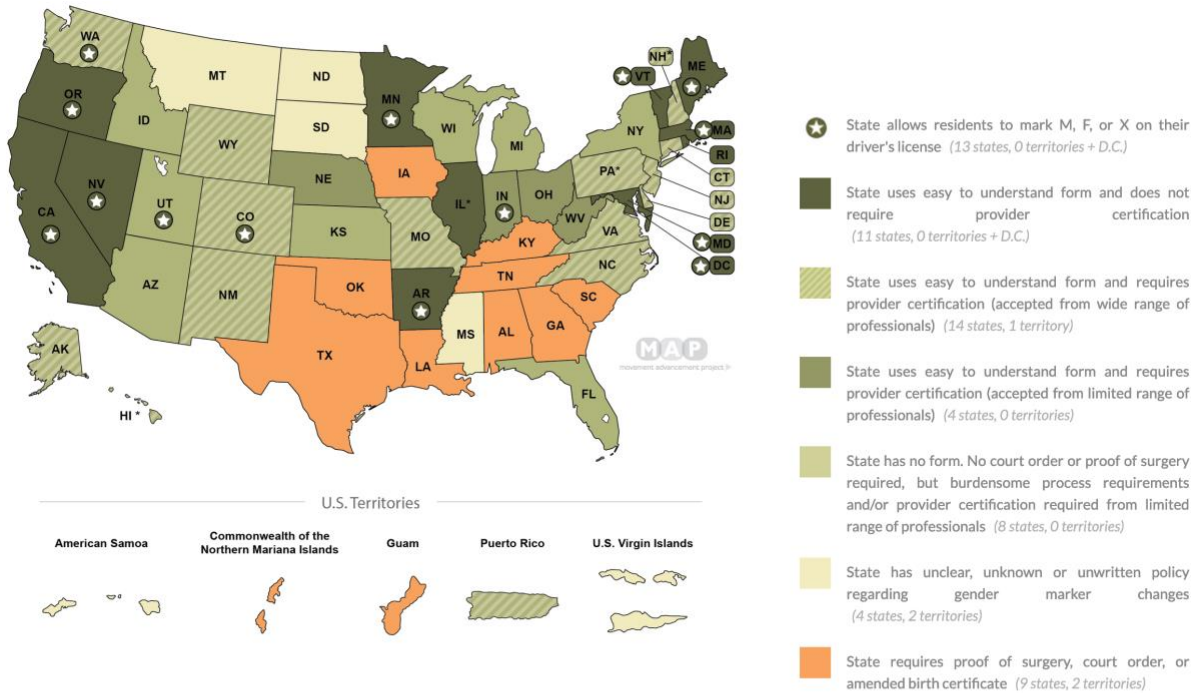 WA
MT
ND
MN
OR
ID
SD
WY
WI
MI
NY
NH*
VT
ME
MA
RI
CT
NJ
DE
MD
DC
NV
CA
UT
CO
NE
KS
IA
IL*
IN
OH
PA*
WV
VA
MO
KY
NC
TN
SC
AZ
NM
OK
AR
TX
LA
MS
AL
GA
FL
AK
HI *
MAP
movement advancement project
U.S. Territories
American Samoa
Commonwealth of the
Northern Mariana Islands
Guam
Puerto Rico
U.S. Virgin Islands
State allows residents to mark M, F, or X on their
driver's license (13 states, 0 territories + D.C.)
State uses easy to understand form and does not
require provider certification
(11 states, 0 territories + D.C.)
State uses easy to understand form and requires
provider certification (accepted from wide range of
professionals) (14 states, 1 territory)
State uses easy to understand form and requires
provider certification (accepted from limited range of
professionals) (4 states, 0 territories)
State has no form. No court order or proof of surgery
required, but burdensome process requirements
and/or provider certification required from limited
range of professionals (8 states, 0 territories)
State has unclear, unknown or unwritten policy
regarding gender marker changes
(4 states, 2 territories)
State requires proof of surgery, court order, or
amended birth certificate (9 states, 2 territories)